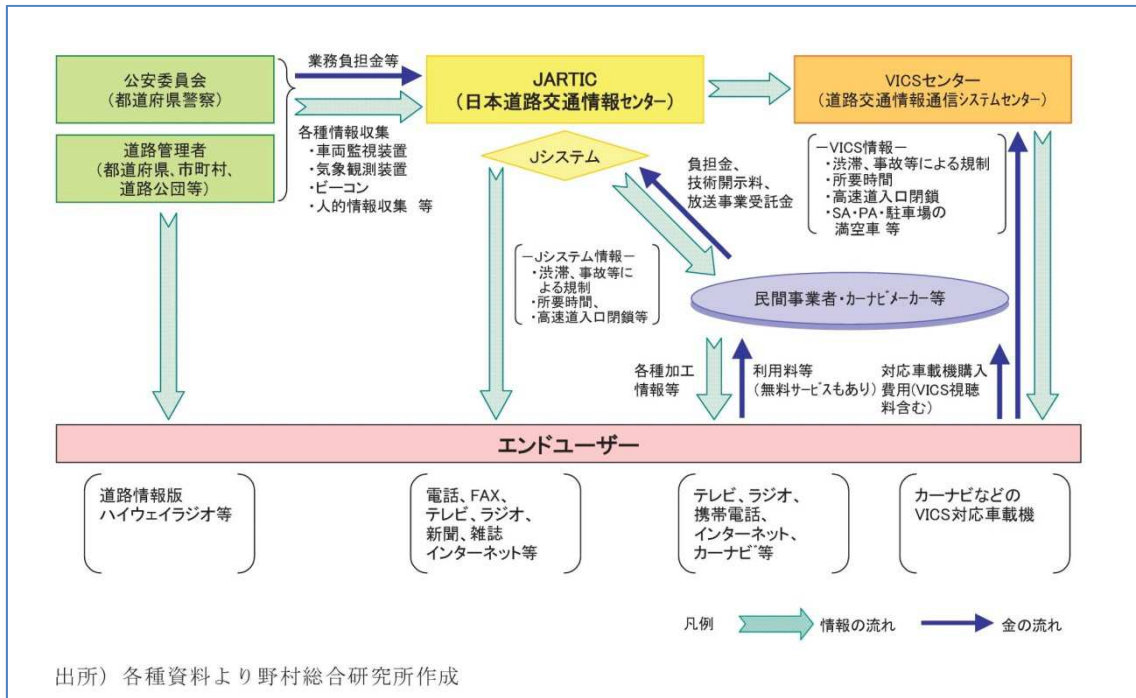 公安委員会
（都道府県警察）
道路管理者
（都道府県、市町村、
道路公団等）
業務負担金等
各種情報収集
・車両監視装置
・気象観測装置
・ビーコン
・人的情報収集 等
JARTIC
（日本道路交通情報センター）
Jシステム
VICSセンター
（道路交通情報通信システムセンター）
負担金、
技術開示料、
放送事業受託金
－VICS情報－
・渋滞、事故等による規制
・所要時間
・高速道入口閉鎖
・SA・PA・駐車場の
満空車 等
－Jシステム情報－
・渋滞、事故等に
よる規制
・所要時間、
・高速道入口閉鎖等
民間事業者・カーナビメーカー等
各種加工
情報等
利用料等
（無料サービスもあり）
対応車載機購入
費用(VICS視聴
料含む）
エンドユーザー
道路情報版
ハイウェイラジオ等
電話、FAX、
テレビ、ラジオ、
新聞、雑誌
インターネット等
テレビ、ラジオ、
携帯電話、
インターネット、
カーナビ等
カーナビなどの
VICS対応車載機
凡例
情報の流れ
金の流れ
出所）各種資料より野村総合研究所作成